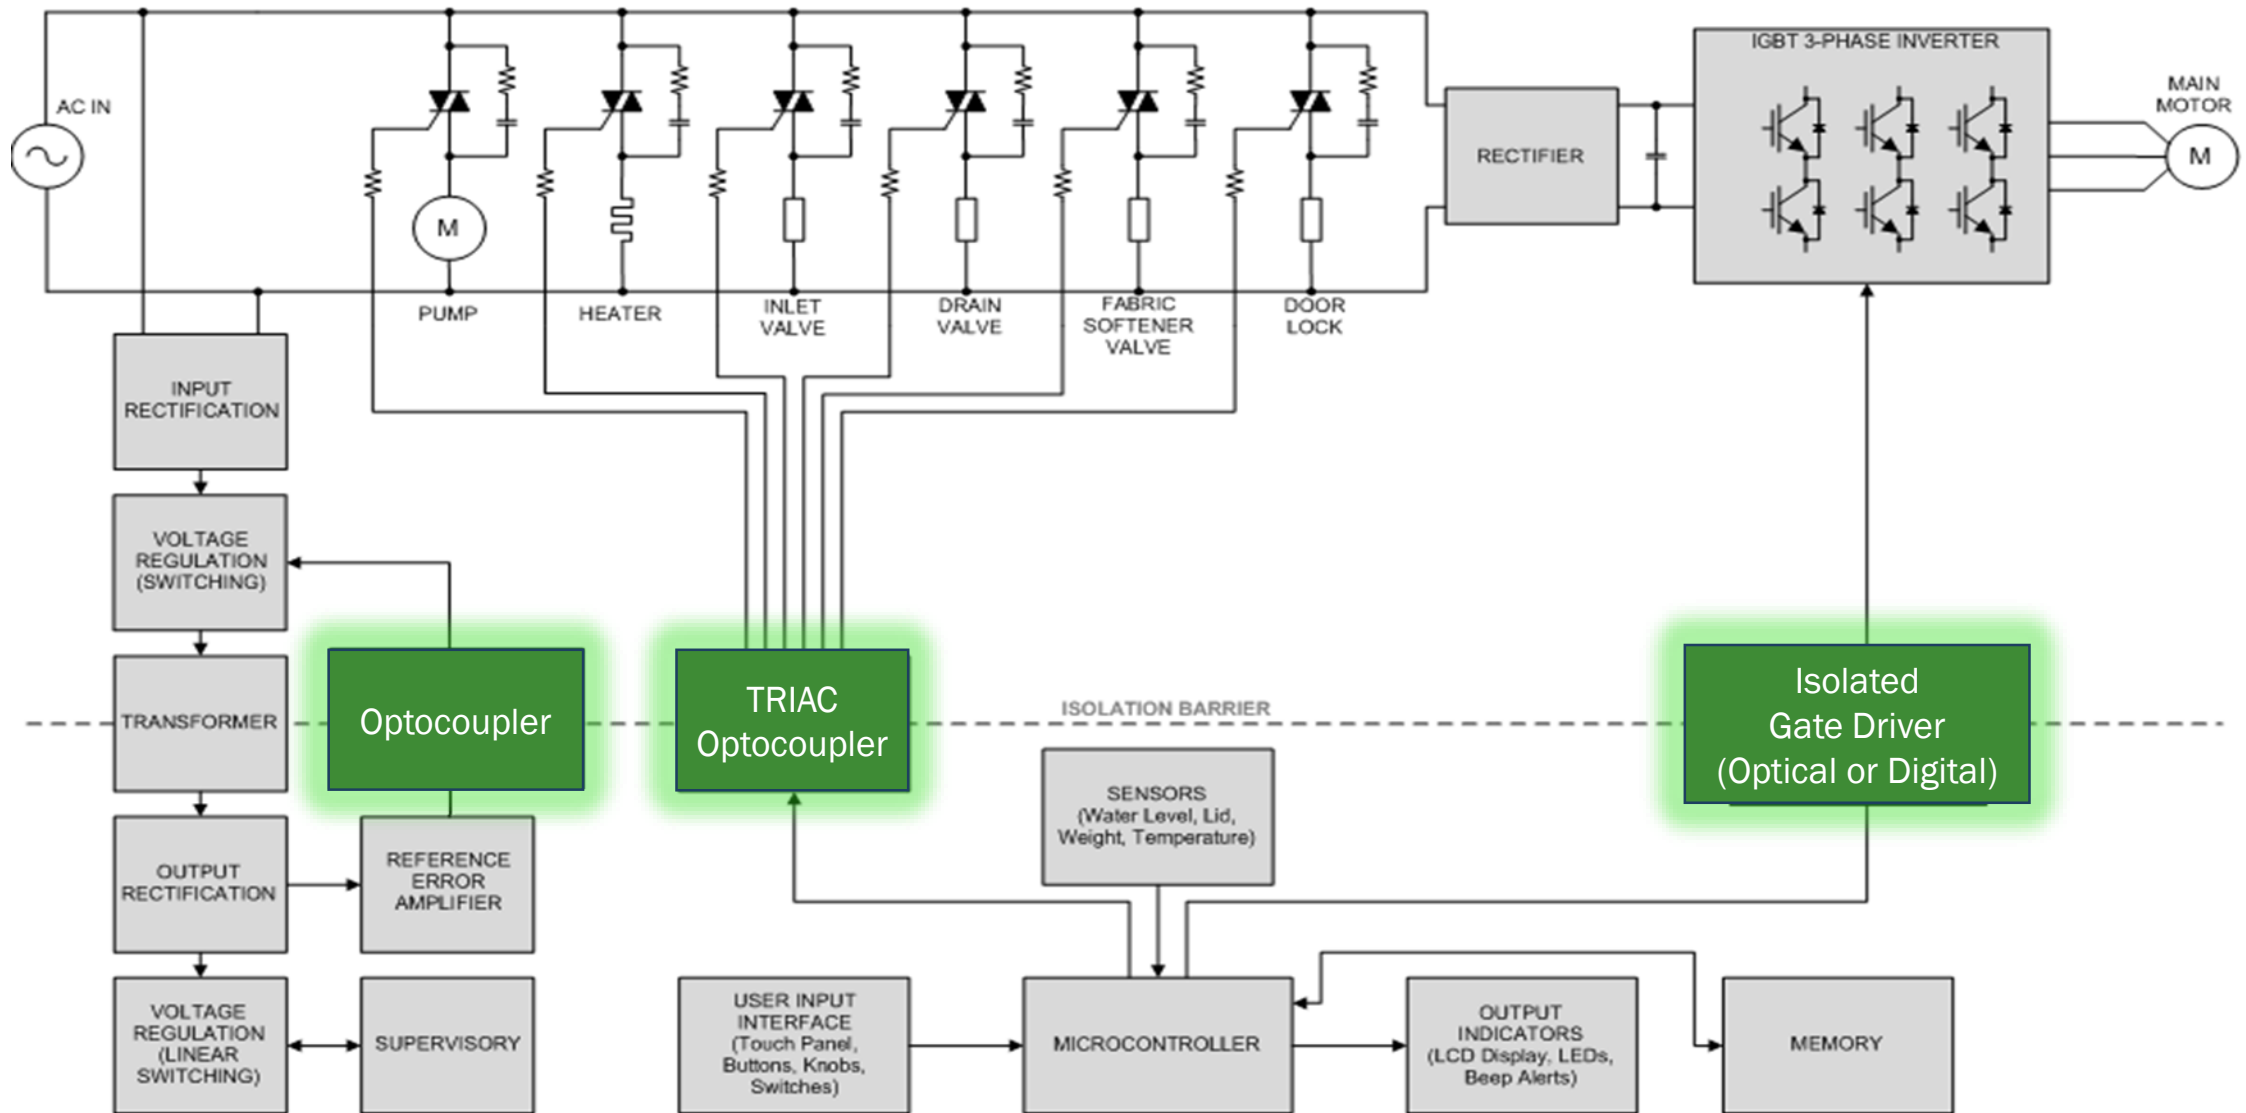 IGBT 3-PHASE INVERTER
AC IN
MAIN
MOTOR
RECTIFIER
M
M
PUMP
HEATER
INLET
VALVE
DRAIN
VALVE
FABRIC
SOFTENER
VALVE
DOOR
LOCK
INPUT
RECTIFICATION
VOLTAGE
REGULATION
(SWITCHING)
TRANSFORMER
Optocoupler
TRIAC
Optocoupler
ISOLATION BARRIER
Isolated
Gate Driver
(Optical or Digital)
SENSORS
(Water Level, Lid,
Weight, Temperature)
OUTPUT
RECTIFICATION
REFERENCE
ERROR
AMPLIFIER
VOLTAGE
REGULATION
(LINEAR
SWITCHING)
SUPERVISORY
USER INPUT
INTERFACE
(Touch Panel,
Buttons, Knobs,
Switches)
MICROCONTROLLER
OUTPUT
INDICATORS
(LCD Display, LEDs,
Beep Alerts)
MEMORY